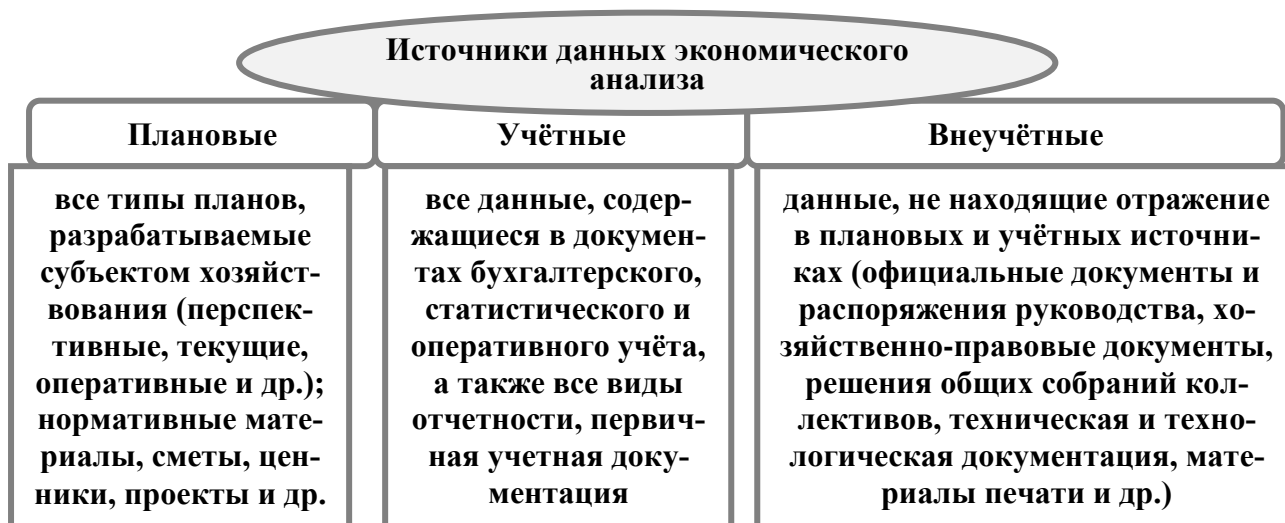 Источники данных экономического
анализа
Плановые
Учётные
Внеучётные
все типы планов,
разрабатываемые
субъектом хозяйст-
вования (перспек-
тивные, текущие,
оперативные и др.);
нормативные мате-
риалы, сметы, цен-
ники, проекты и др.
все данные, содер-
жащиеся в докумен-
тах бухгалтерского,
статистического и
оперативного учёта,
а также все виды
отчетности, первич-
ная учетная доку-
ментация
данные, не находящие отражение
в плановых и учётных источни-
ках (официальные документы и
распоряжения руководства, хо-
зяйственно-правовые документы,
решения общих собраний кол-
лективов, техническая и техно-
логическая документация, мате-
риалы печати и др.)